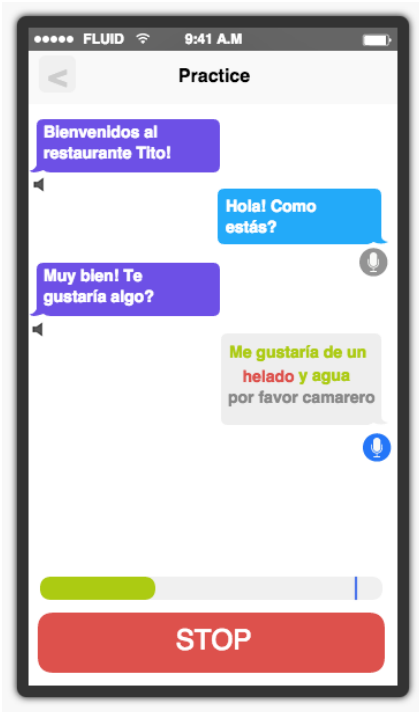 FLUID 9:41 A.M
< Practice
Bienvenidos al
restaurante Tito!
Hola! Como
estás?
Muy bien! Te
gustaría algo?
Me gustaría de un
helado y agua
por favor camarero
STOP